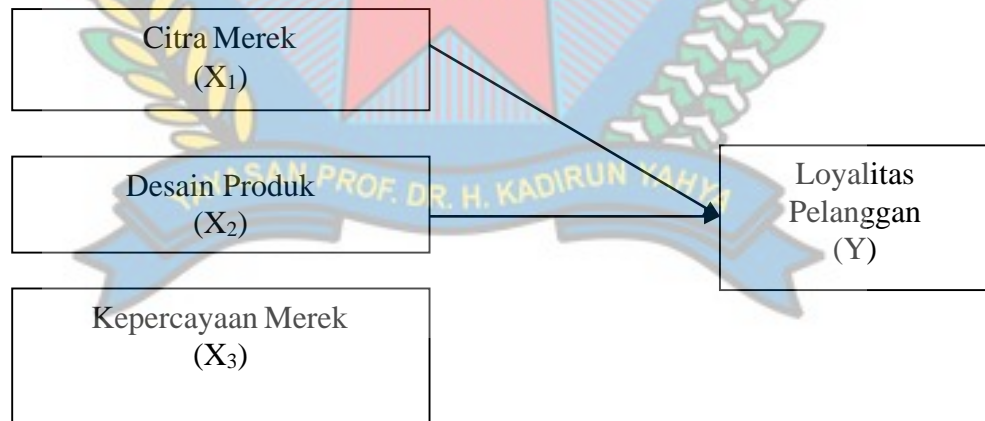 Citra Merek
(X₁)
Desain Produk
(X₂)
Kepercayaan Merek
(X₃)
Loyalitas
Pelanggan
(Y)
YAYASAN PROF. DR. H. KADIRUN YAHYA